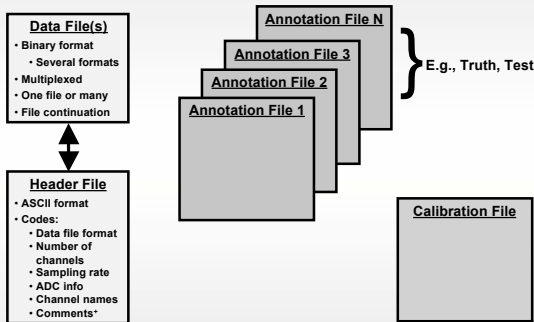 Data File(s)
• Binary format
• Several formats
• Multiplexed
• One file or many
• File continuation
Header File
• ASCII format
• Codes:
• Data file format
• Number of
channels
• Sampling rate
• ADC info
• Channel names
• Comments+
Annotation File N
Annotation File 3
Annotation File 2
Annotation File 1
} E.g., Truth, Test
Calibration File